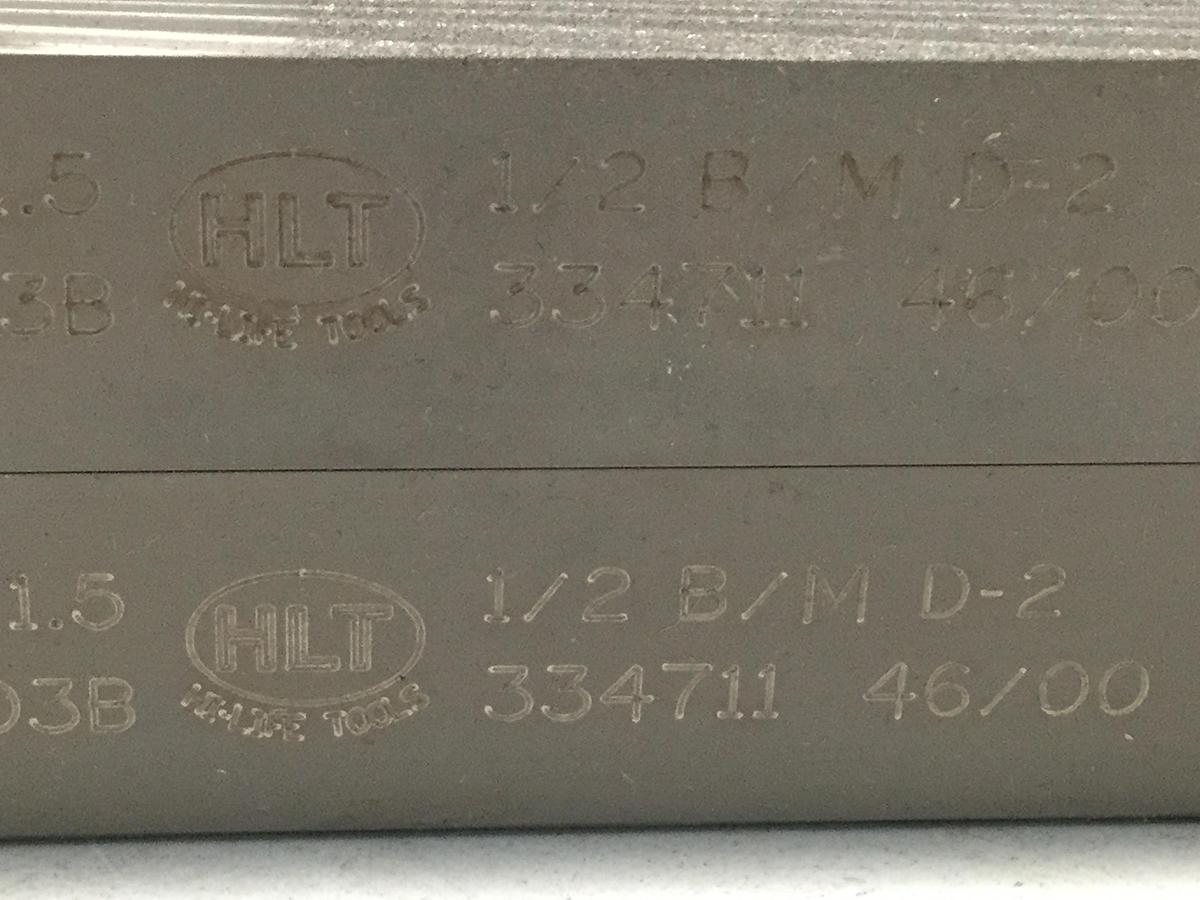 1.5 HLT 1/2 B/M D-2
3B HI-LIFE TOOLS 334711 46/00
1.5 HLT 1/2 B/M D-2
03B HI-LIFE TOOLS 334711 46/00